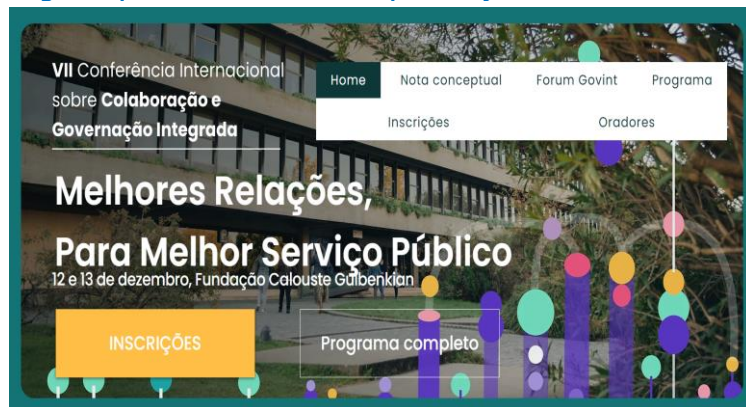 VII Conferência Internacional
sobre Colaboração e
Governação Integrada
Home Nota conceptual Forum Govint Programa
Inscrições Oradores
Melhores Relações,
Para Melhor Serviço Público
12 e 13 de dezembro, Fundação Calouste Gulbenkian
INSCRIÇÕES Programa completo